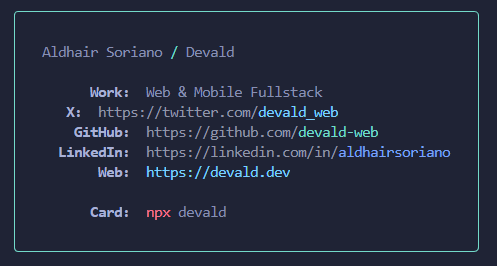 Aldhair Soriano / Devald
Work: Web & Mobile Fullstack
X: https://twitter.com/devald_web
GitHub: https://github.com/devald-web
LinkedIn: https://linkedin.com/in/aldhairsoriano
Web: https://devald.dev
Card: npx devald